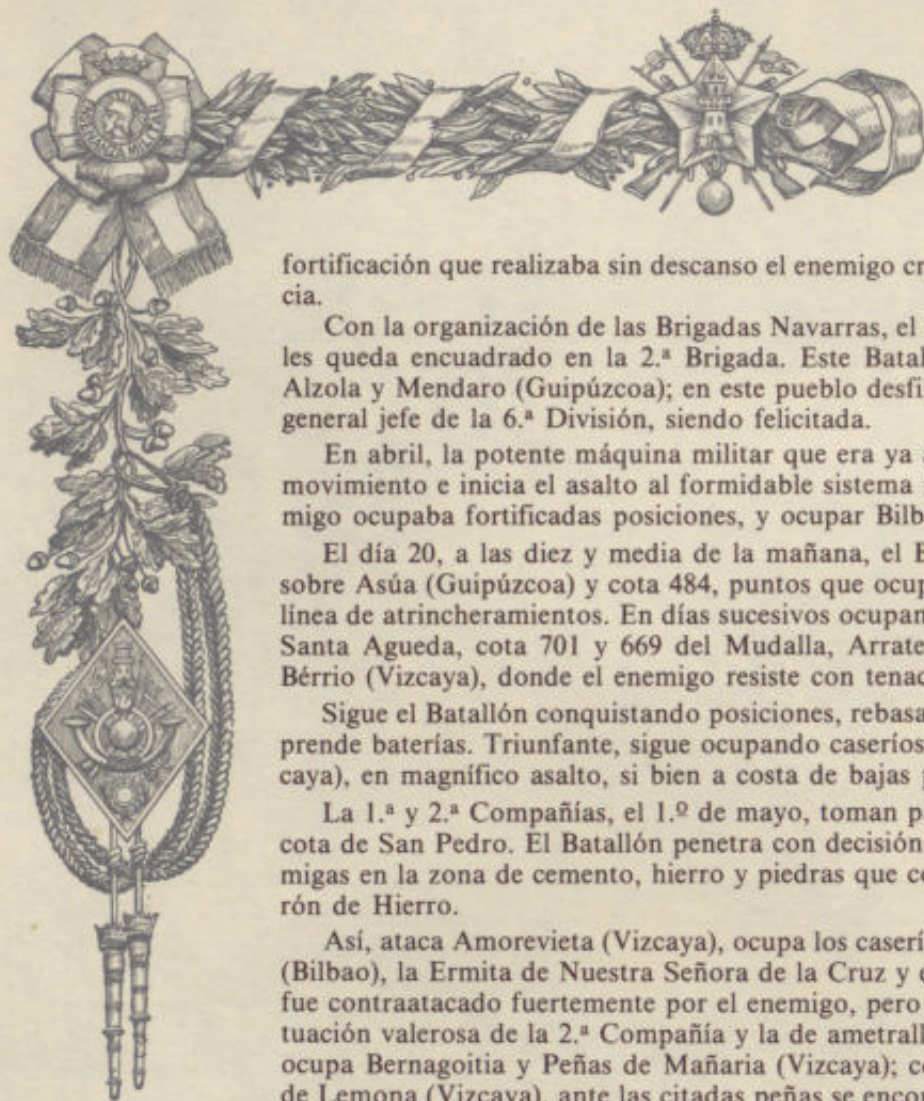 fortificación que realizaba sin descanso el enemigo cr
cia.
Con la organización de las Brigadas Navarras, el
les queda encuadrado en la 2.ª Brigada. Este Batal
Alzola y Mendaro (Guipúzcoa); en este pueblo desfi
general jefe de la 6.ª División, siendo felicitada.
En abril, la potente máquina militar que era ya
movimiento e inicia el asalto al formidable sistema
migo ocupaba fortificadas posiciones, y ocupar Bilb
El día 20, a las diez y media de la mañana, el B
sobre Asúa (Guipúzcoa) y cota 484, puntos que ocup
línea de atrincheramientos. En días sucesivos ocupan
Santa Agueda, cota 701 y 669 del Mudalla, Arrate
Bérrio (Vizcaya), donde el enemigo resiste con tenac
Sigue el Batallón conquistando posiciones, rebasa
prende baterías. Triunfante, sigue ocupando caseríos
caya), en magnífico asalto, si bien a costa de bajas
La 1.ª y 2.ª Compañías, el 1.º de mayo, toman p
cota de San Pedro. El Batallón penetra con decisión
migas en la zona de cemento, hierro y piedras que c
rón de Hierro.
Así, ataca Amorevieta (Vizcaya), ocupa los caserí
(Bilbao), la Ermita de Nuestra Señora de la Cruz y
fue contraatacado fuertemente por el enemigo, pero
tuación valerosa de la 2.ª Compañía y la de ametrall
ocupa Bernagoitia y Peñas de Mañaria (Vizcaya); c
de Lemona (Vizcaya), ante las citadas peñas se enco